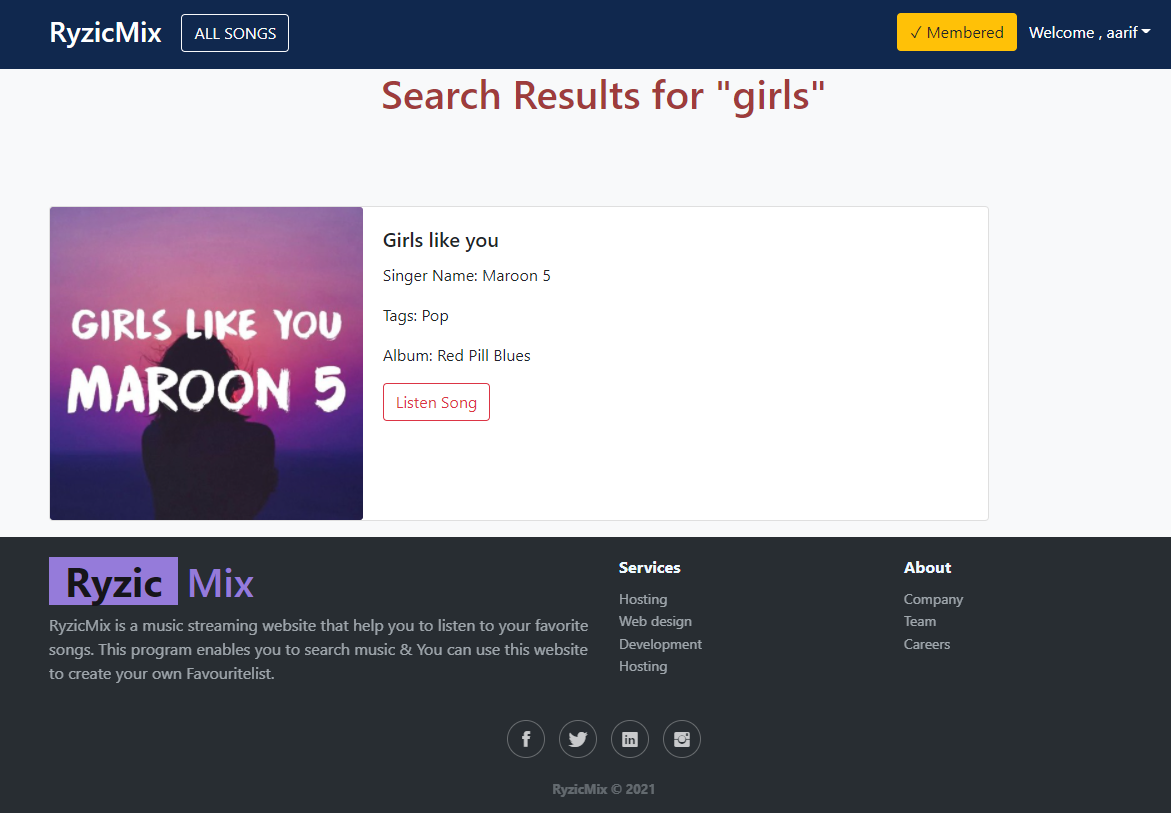 RyzicMix
ALL SONGS
✓ Membered
Welcome , aarif
Search Results for "girls"
GIRLS LIKE YOU
MAROON 5
Girls like you
Singer Name: Maroon 5
Tags: Pop
Album: Red Pill Blues
Listen Song
Ryzic Mix
RyzicMix is a music streaming website that help you to listen to your favorite
songs. This program enables you to search music & You can use this website
to create your own Favouritelist.
Services
Hosting
Web design
Development
Hosting
About
Company
Team
Careers
RyzicMix © 2021